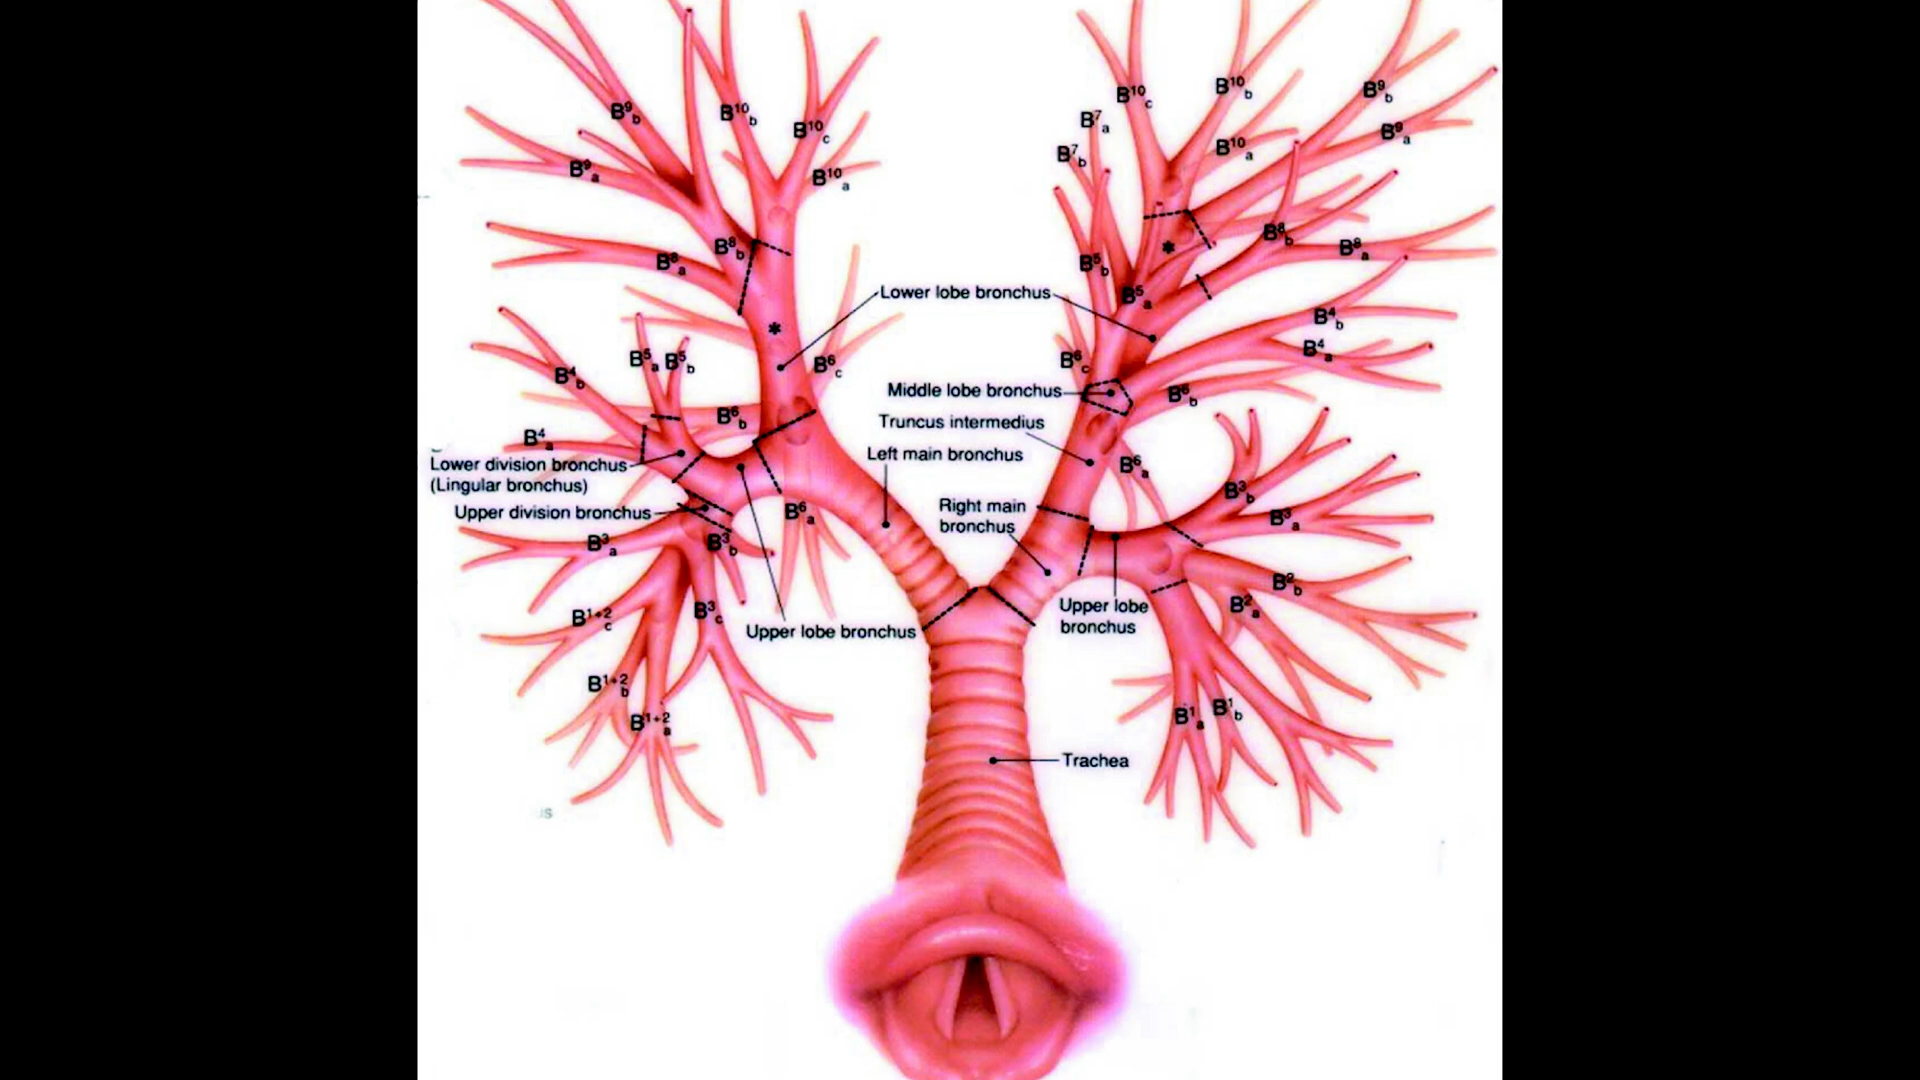 B⁹b
B¹⁰b
B¹⁰c
B⁹a
B¹⁰a
B⁸b
B⁸a
B⁵a
B⁵b
B⁴b
B⁶c
B⁶b
B⁴a
Lower division bronchus
(Lingular bronchus)
Upper division bronchus
B³a
B³b
B⁶a
B¹⁺²c
B³c
B¹⁺²b
B¹⁺²a
*
Lower lobe bronchus
Middle lobe bronchus
Truncus intermedius
Left main bronchus
Right main
bronchus
Upper lobe bronchus
Upper lobe
bronchus
Trachea
B¹⁰c
B¹⁰b
B⁹b
B⁷a
B⁷b
B¹⁰a
B⁹a
*
B⁸b
B⁸a
B⁵b
B⁵a
B⁴b
B⁴a
B⁶c
B⁶b
B⁶a
B³b
B³a
B²b
B²a
B¹a
B¹b
us